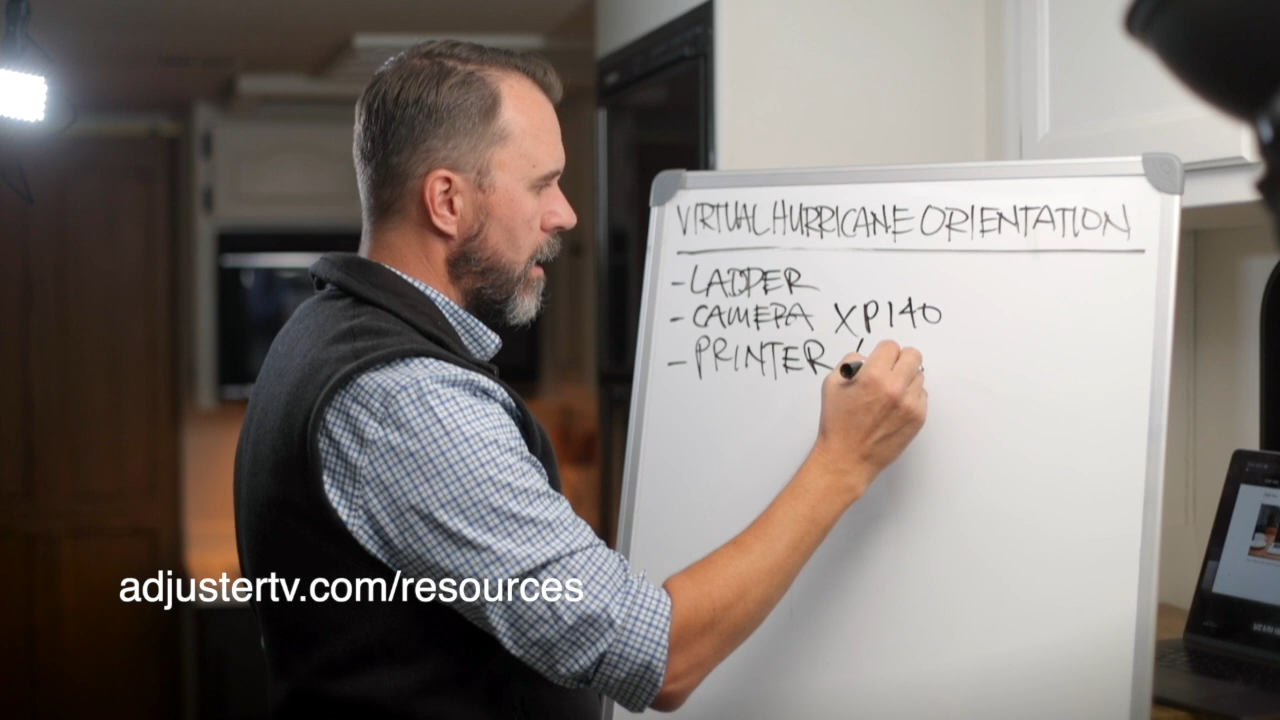 VIRTUAL HURRICANE ORIENTATION
- LADDER
- CAMERA XP140
- PRINTER
adjustertv.com/resources